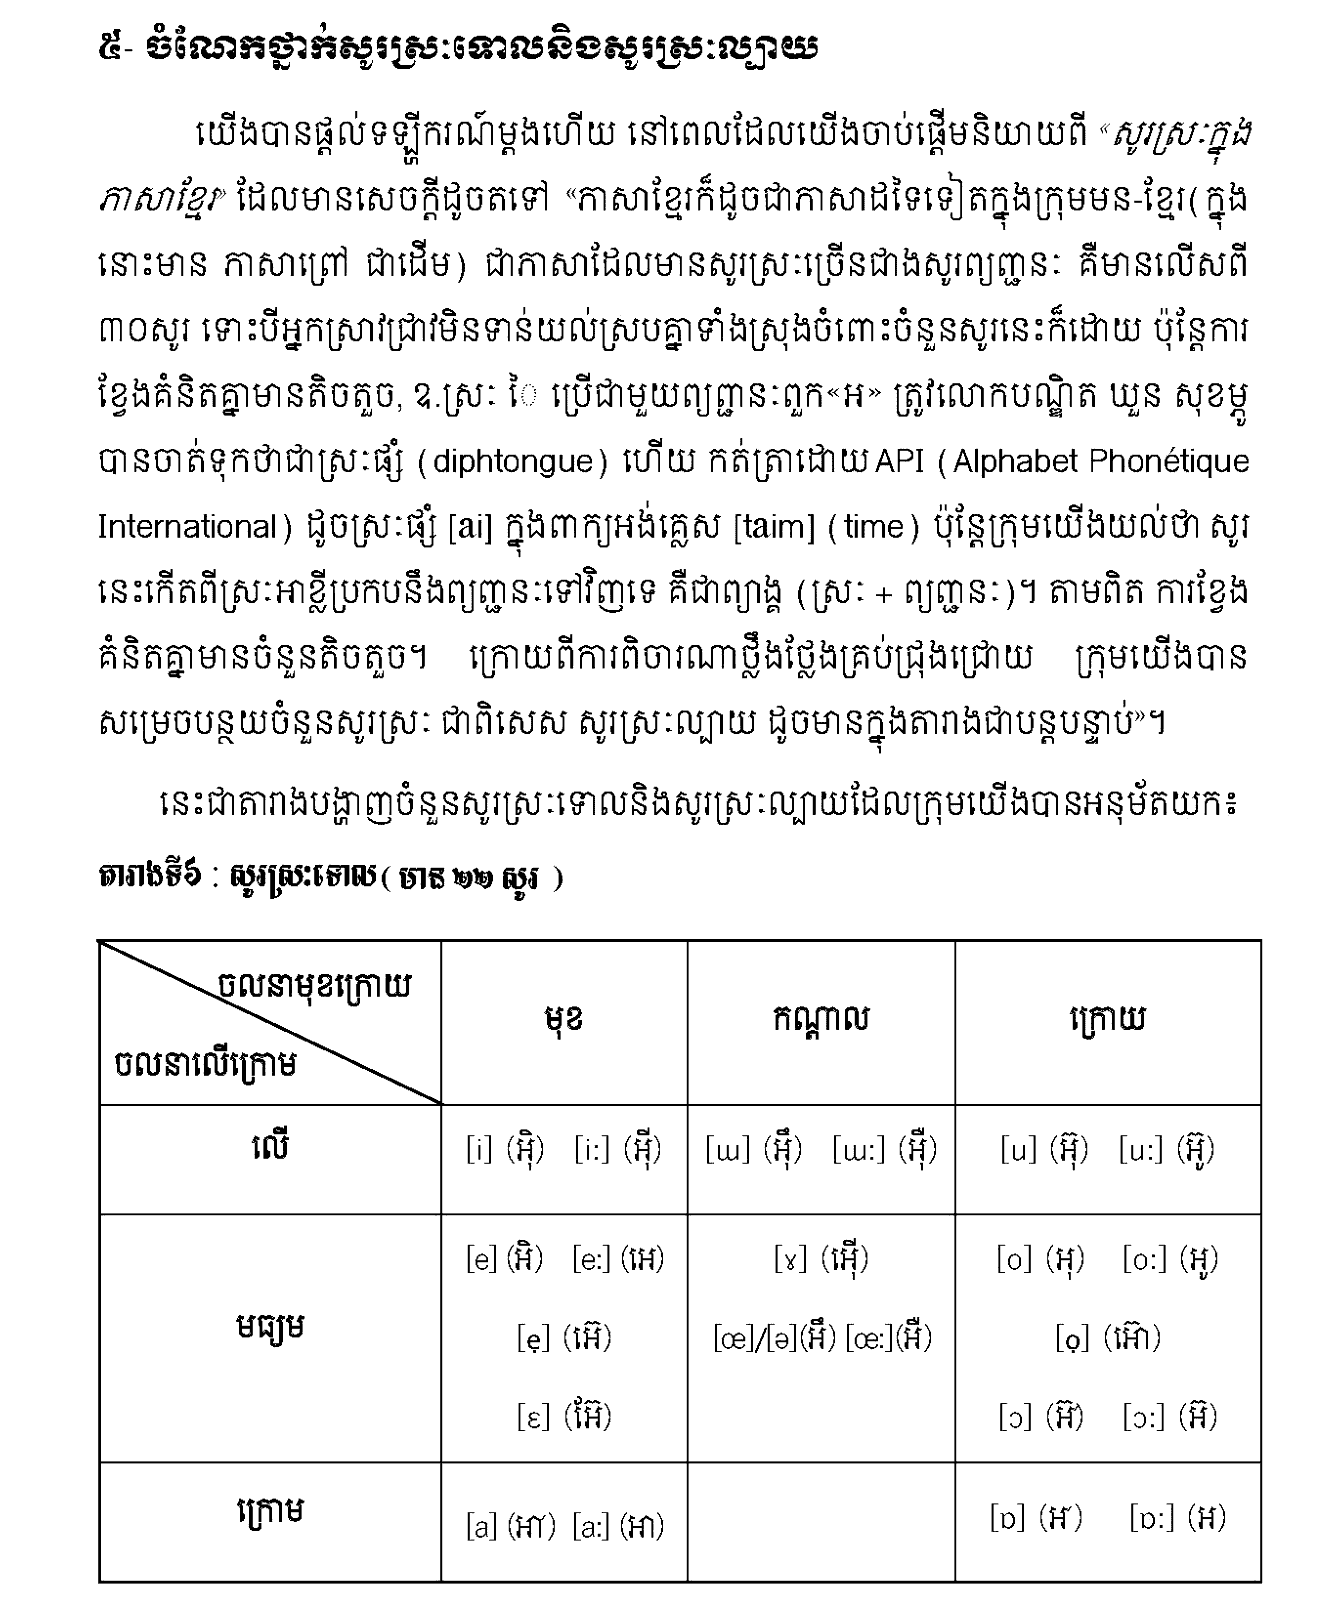 ៥- ចំណែកថ្នាក់សូរស្រៈទោលនិងសូរស្រៈល្បាយ
យើងបានផ្តល់ទឡ្ហីករណ៍ម្តងហើយ នៅពេលដែលយើងចាប់ផ្តើមនិយាយពី «សូរស្រៈក្នុង
ភាសាខ្មែរ» ដែលមានសេចក្តីដូចតទៅ «ភាសាខ្មែរក៏ដូចជាភាសាដទៃទៀតក្នុងក្រុមមន-ខ្មែរ(ក្នុង
នោះមាន ភាសាព្រៅ ជាដើម) ជាភាសាដែលមានសូរស្រៈច្រើនជាងសូរព្យញ្ជនៈ គឺមានលើសពី
៣០សូរ ទោះបីអ្នកស្រាវជ្រាវមិនទាន់យល់ស្របគ្នាទាំងស្រុងចំពោះចំនួនសូរនេះក៏ដោយ ប៉ុន្តែការ
ខ្វែងគំនិតគ្នាមានតិចតួច, ឧ.ស្រៈ ៃ ប្រើជាមួយព្យញ្ជានៈពួក«អ» ត្រូវលោកបណ្ឌិត ឃួន សុខម្ភូ
បានចាត់ទុកថាជាស្រៈផ្សំ (diphtongue) ហើយ កត់ត្រាដោយ API (Alphabet Phonétique
International) ដូចស្រៈផ្សំ [ai] ក្នុងពាក្យអង់គ្លេស [taim] (time) ប៉ុន្តែក្រុមយើងយល់ថា សូរ
នេះកើតពីស្រៈអាខ្លីប្រកបនឹងព្យញ្ជនៈទៅវិញទេ គឺជាព្យាង្គ (ស្រៈ + ព្យញ្ជនៈ)។ តាមពិត ការខ្វែង
គំនិតគ្នាមានចំនួនតិចតួច។ ក្រោយពីការពិចារណាថ្លឹងថ្លែងគ្រប់ជ្រុងជ្រោយ ក្រុមយើងបាន
សម្រេចបន្ថយចំនួនសូរស្រៈ ជាពិសេស សូរស្រៈល្បាយ ដូចមានក្នុងតារាងជាបន្តបន្ទាប់»។
នេះជាតារាងបង្ហាញចំនួនសូរស្រៈទោលនិងសូរស្រៈល្បាយដែលក្រុមយើងបានអនុម័តយក៖
តារាងទី៦ : សូរស្រៈទោល( មាន ២២ សូរ )
ចលនាមុខក្រោយ
ចលនាលើក្រោម
មុខ កណ្តាល ក្រោយ
លើ [i] (អ៊ិ) [i:] (អ៊ី) [ɯ] (អ៊ឹ) [ɯ:] (អ៊ឺ) [u] (អ៊ុ) [u:] (អ៊ូ)
[e] (អិ) [e:] (អេ) [ɤ] (អ៊ើ) [o] (អុ) [o:] (អូ)
មធ្យម [ẹ] (អ៊េ) [œ]/[ə](អឹ) [œ:](អឺ) [ọ] (អ៊ោ)
[ɛ] (អ៊ែ) [ɔ] (អ៊់) [ɔ:] (អ៊)
ក្រោម [a] (អា់) [a:] (អា) [ɒ] (អ់) [ɒ:] (អ)